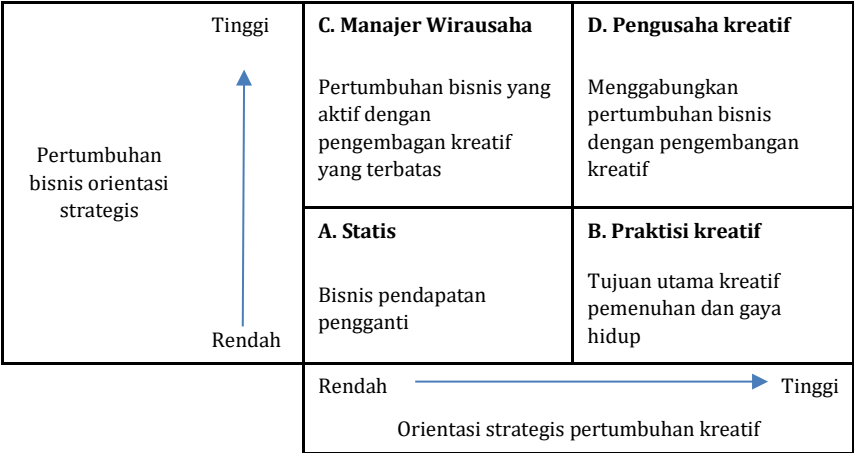 Tinggi
Pertumbuhan
bisnis orientasi
strategis
Rendah
C. Manajer Wirausaha
Pertumbuhan bisnis yang
aktif dengan
pengembagan kreatif
yang terbatas
D. Pengusaha kreatif
Menggabungkan
pertumbuhan bisnis
dengan pengembangan
kreatif
A. Statis
Bisnis pendapatan
pengganti
B. Praktisi kreatif
Tujuan utama kreatif
pemenuhan dan gaya
hidup
Rendah
Tinggi
Orientasi strategis pertumbuhan kreatif